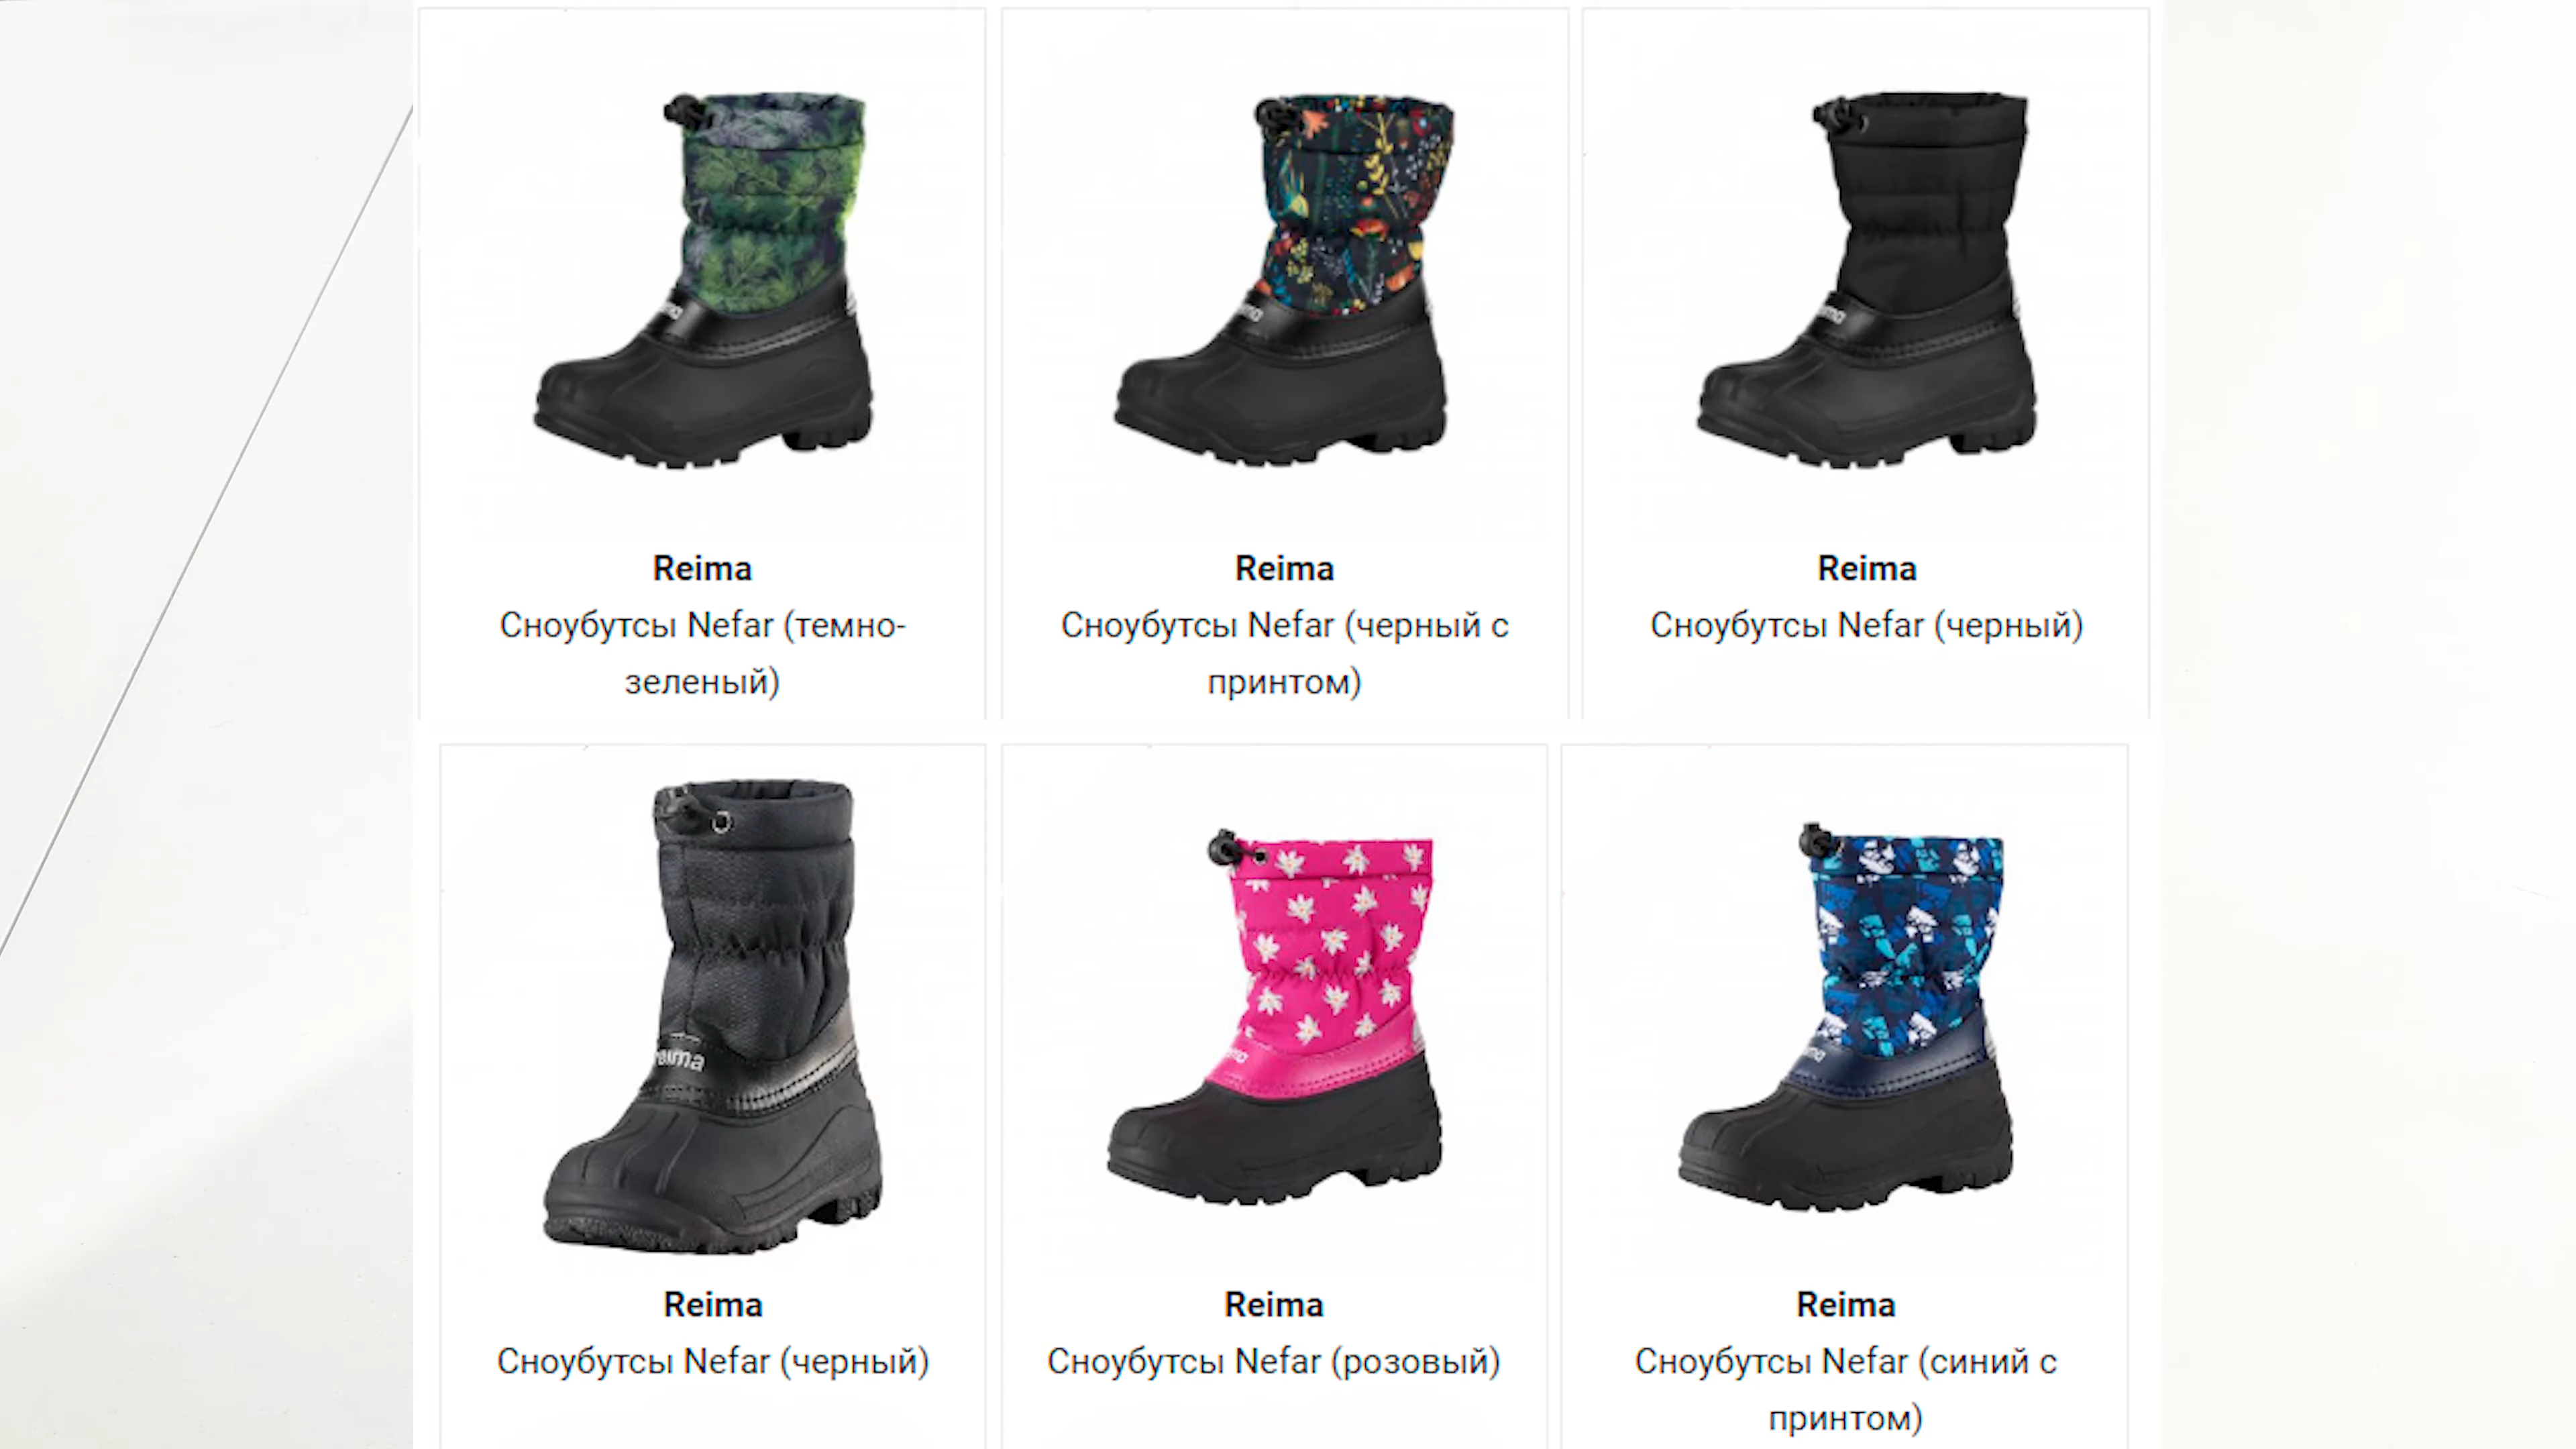 Reima
Сноубутсы Nefar (темно-
зеленый)
Reima
Сноубутсы Nefar (черный с
принтом)
Reima
Сноубутсы Nefar (черный)
reima
Reima
Сноубутсы Nefar (черный)
Reima
Сноубутсы Nefar (розовый)
Reima
Сноубутсы Nefar (синий с
принтом)